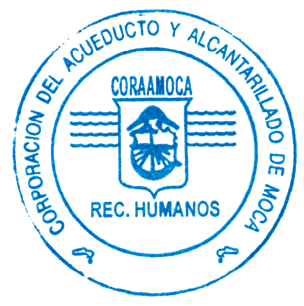 CORPORACION DEL ACUEDUCTO Y ALCANTARILLADO DE MOCA
CORAAMOCA
REC. HUMANOS